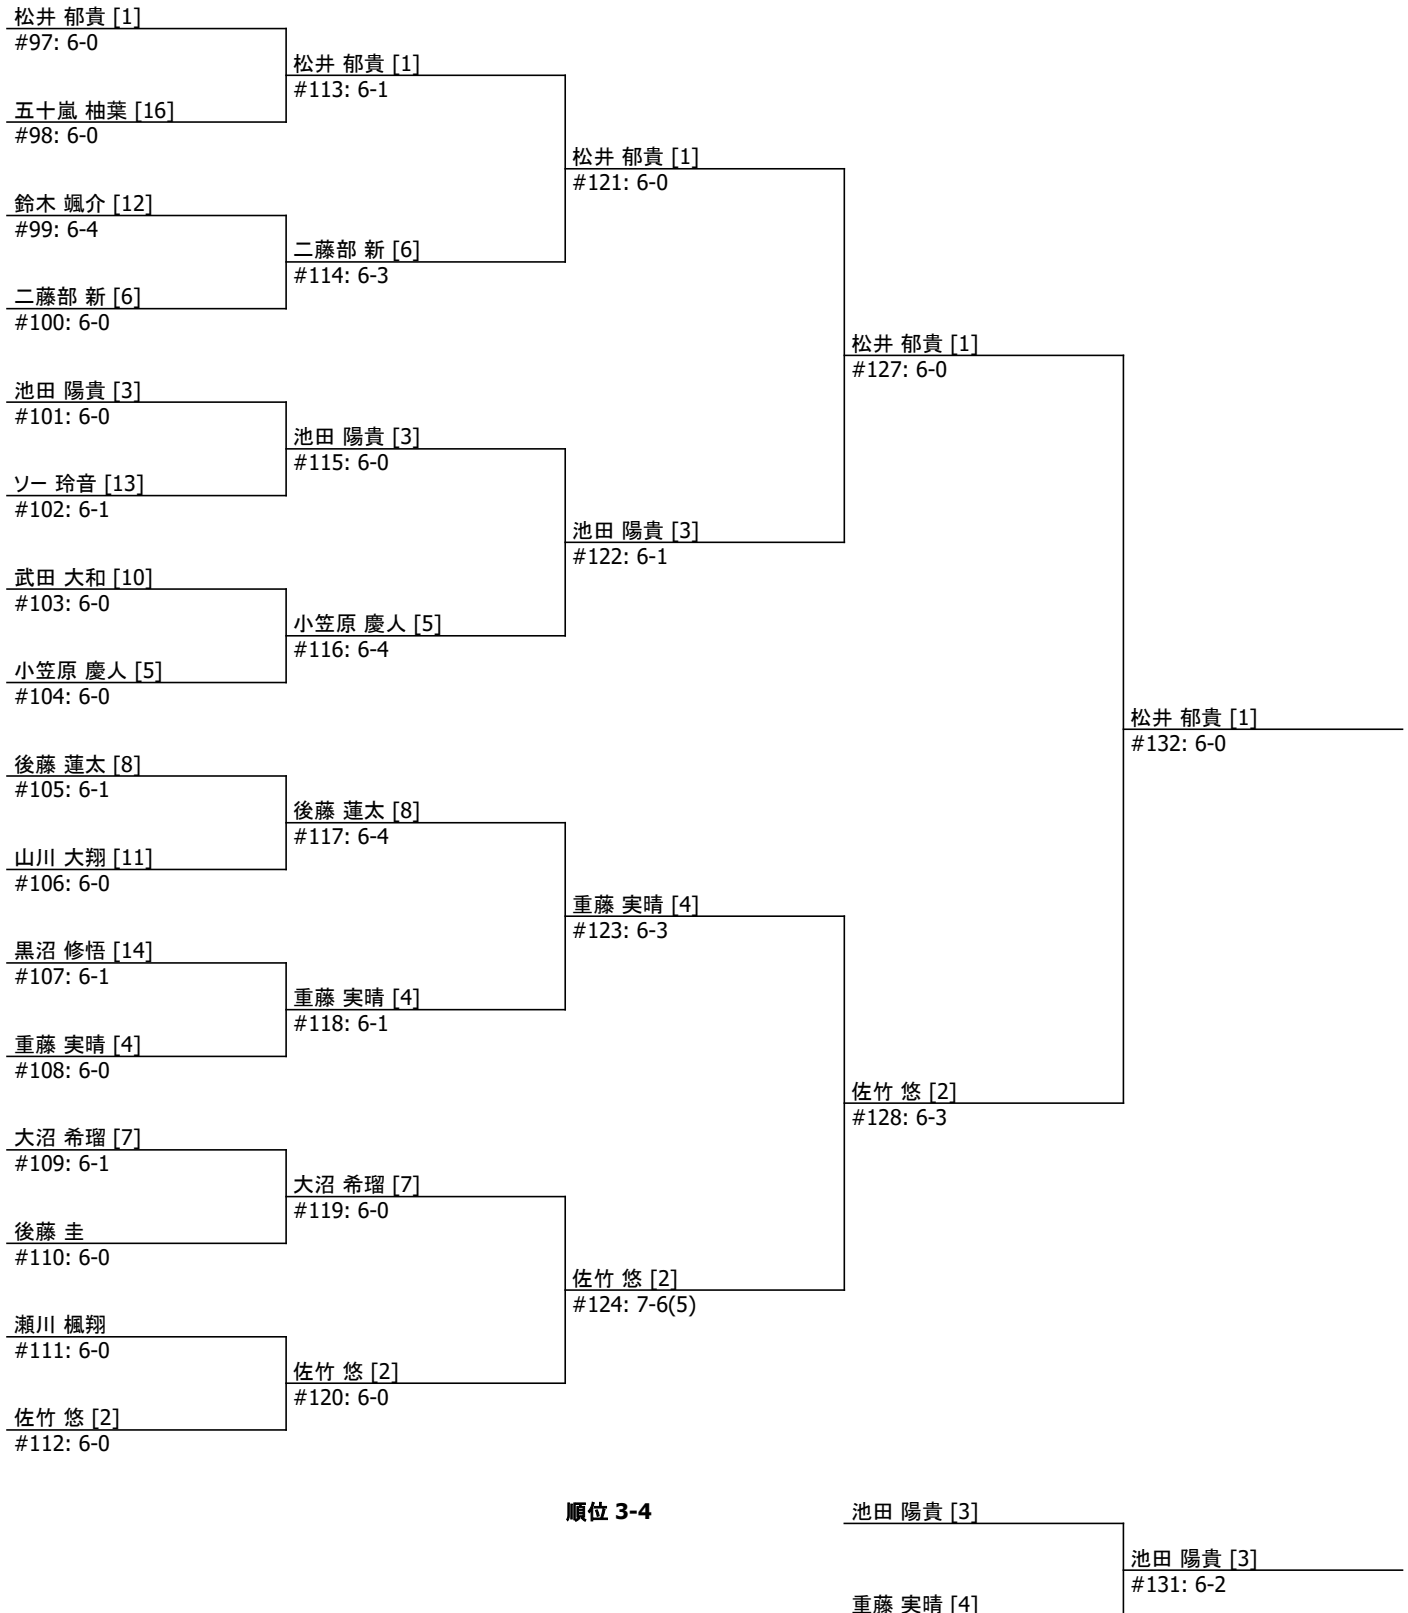 松井 郁貴 [1]
#97: 6-0
五十嵐 柚葉 [16]
#98: 6-0
鈴木 颯介 [12]
#99: 6-4
二藤部 新 [6]
#100: 6-0
池田 陽貴 [3]
#101: 6-0
ソー 玲音 [13]
#102: 6-1
武田 大和 [10]
#103: 6-0
小笠原 慶人 [5]
#104: 6-0
後藤 蓮太 [8]
#105: 6-1
山川 大翔 [11]
#106: 6-0
黒沼 修悟 [14]
#107: 6-1
重藤 実晴 [4]
#108: 6-0
大沼 希瑠 [7]
#109: 6-1
後藤 圭
#110: 6-0
瀬川 楓翔
#111: 6-0
佐竹 悠 [2]
#112: 6-0
松井 郁貴 [1]
#113: 6-1
二藤部 新 [6]
#114: 6-3
池田 陽貴 [3]
#115: 6-0
小笠原 慶人 [5]
#116: 6-4
後藤 蓮太 [8]
#117: 6-4
重藤 実晴 [4]
#118: 6-1
大沼 希瑠 [7]
#119: 6-0
佐竹 悠 [2]
#120: 6-0
松井 郁貴 [1]
#121: 6-0
池田 陽貴 [3]
#122: 6-1
重藤 実晴 [4]
#123: 6-3
佐竹 悠 [2]
#124: 7-6(5)
松井 郁貴 [1]
#127: 6-0
佐竹 悠 [2]
#128: 6-3
松井 郁貴 [1]
#132: 6-0
順位 3-4
池田 陽貴 [3]
重藤 実晴 [4]
池田 陽貴 [3]
#131: 6-2